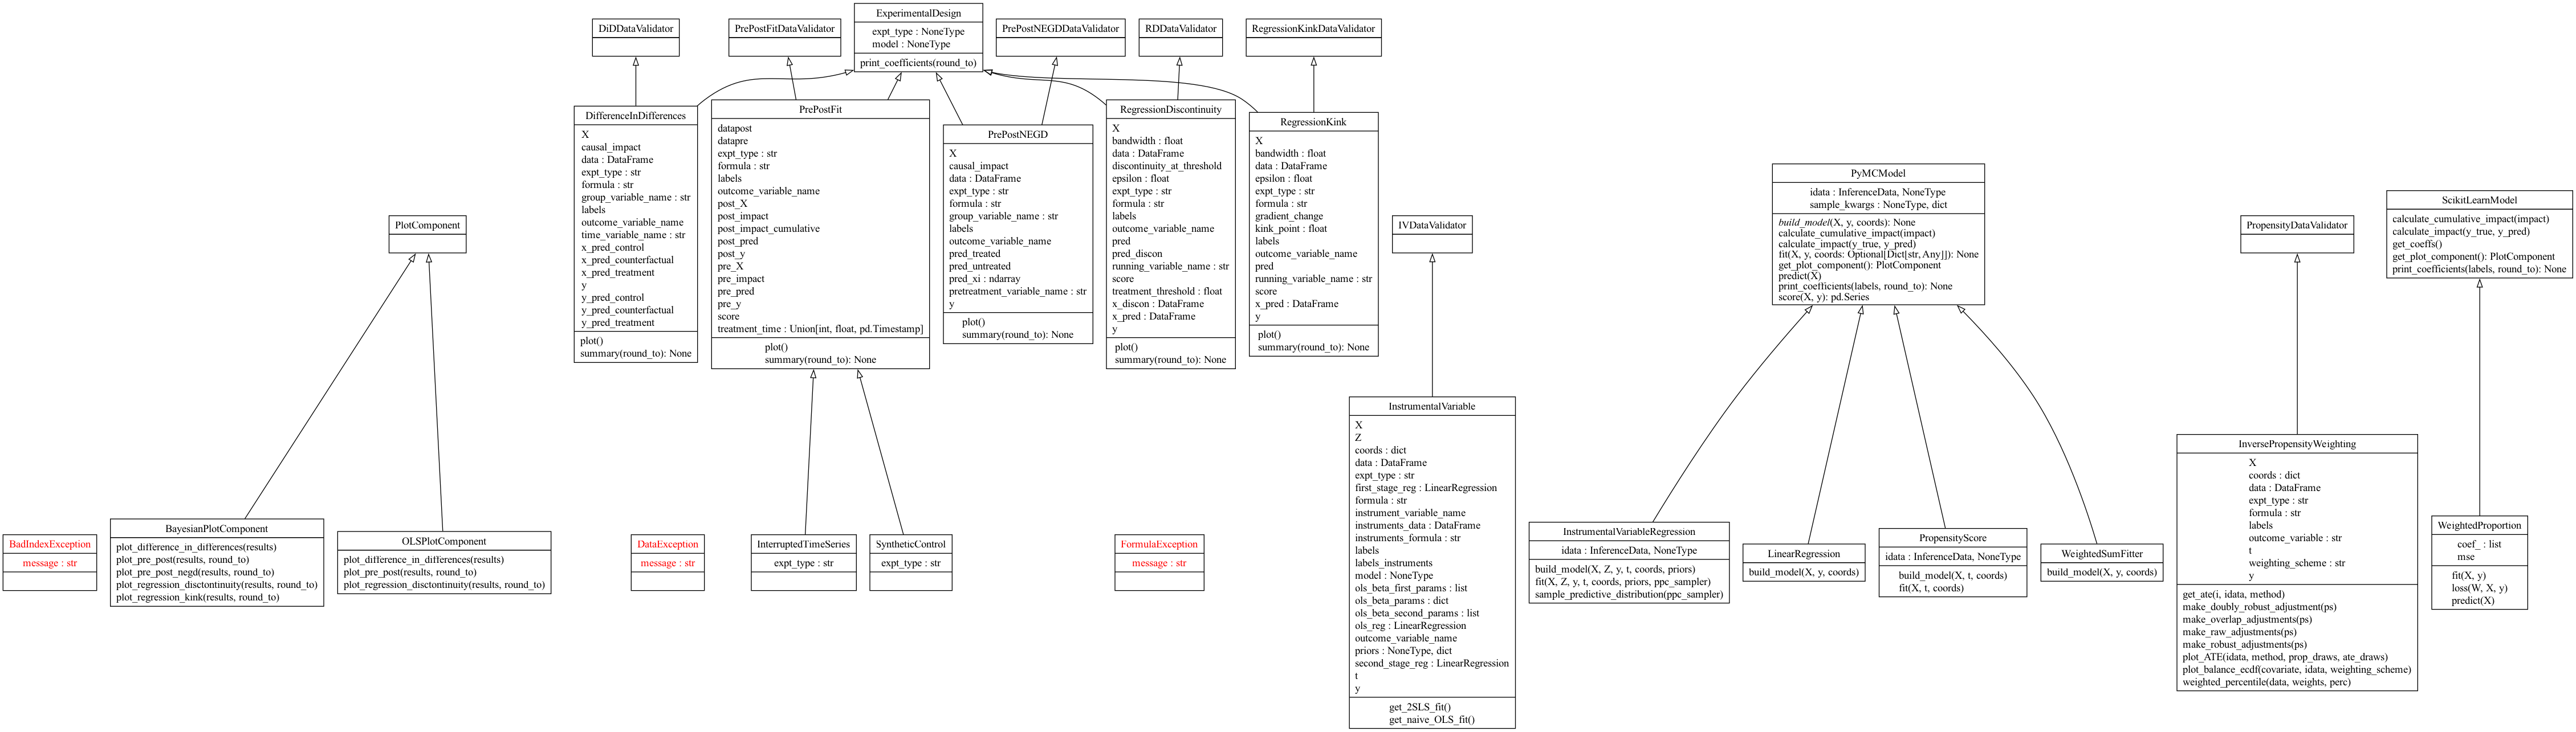 DiDDataValidator
PrePostFitDataValidator
ExperimentalDesign
expt_type : NoneType
model : NoneType
print_coefficients(round_to)
PrePostNEGDDataValidator
RDDataValidator
RegressionKinkDataValidator
DifferenceInDifferences
X
causal_impact
data : DataFrame
expt_type : str
formula : str
group_variable_name : str
labels
outcome_variable_name
time_variable_name : str
x_pred_control
x_pred_counterfactual
x_pred_treatment
y
y_pred_control
y_pred_counterfactual
y_pred_treatment
plot()
summary(round_to): None
PrePostFit
datapost
datapre
expt_type : str
formula : str
labels
outcome_variable_name
post_X
post_impact
post_impact_cumulative
post_pred
post_y
pre_X
pre_impact
pre_pred
pre_y
score
treatment_time : Union[int, float, pd.Timestamp]
plot()
summary(round_to): None
PrePostNEGD
X
causal_impact
data : DataFrame
expt_type : str
formula : str
group_variable_name : str
labels
outcome_variable_name
pred_treated
pred_untreated
pred_xi : ndarray
pretreatment_variable_name : str
y
plot()
summary(round_to): None
RegressionDiscontinuity
X
bandwidth : float
data : DataFrame
discontinuity_at_threshold
epsilon : float
expt_type : str
formula : str
labels
outcome_variable_name
pred
pred_discon
running_variable_name : str
score
treatment_threshold : float
x_discon : DataFrame
x_pred : DataFrame
y
plot()
summary(round_to): None
RegressionKink
X
bandwidth : float
data : DataFrame
epsilon : float
expt_type : str
formula : str
gradient_change
kink_point : float
labels
outcome_variable_name
pred
running_variable_name : str
score
x_pred : DataFrame
y
plot()
summary(round_to): None
PlotComponent
IVDataValidator
PyMCModel
idata : InferenceData, NoneType
sample_kwargs : NoneType, dict
build_model(X, y, coords): None
calculate_cumulative_impact(impact)
calculate_impact(y_true, y_pred)
fit(X, y, coords: Optional[Dict[str, Any]]): None
get_plot_component(): PlotComponent
predict(X)
print_coefficients(labels, round_to): None
score(X, y): pd.Series
PropensityDataValidator
ScikitLearnModel
calculate_cumulative_impact(impact)
calculate_impact(y_true, y_pred)
get_coeffs()
get_plot_component(): PlotComponent
print_coefficients(labels, round_to): None
BadIndexException
message : str
BayesianPlotComponent
plot_difference_in_differences(results)
plot_pre_post(results, round_to)
plot_pre_post_negd(results, round_to)
plot_regression_disctontinuity(results, round_to)
plot_regression_kink(results, round_to)
OLSPlotComponent
plot_difference_in_differences(results)
plot_pre_post(results, round_to)
plot_regression_disctontinuity(results, round_to)
DataException
message : str
InterruptedTimeSeries
expt_type : str
SyntheticControl
expt_type : str
FormulaException
message : str
InstrumentalVariable
X
Z
coords : dict
data : DataFrame
expt_type : str
first_stage_reg : LinearRegression
formula : str
instrument_variable_name
instruments_data : DataFrame
instruments_formula : str
labels
labels_instruments
model : NoneType
ols_beta_first_params : list
ols_beta_params : dict
ols_beta_second_params : list
ols_reg : LinearRegression
outcome_variable_name
priors : NoneType, dict
second_stage_reg : LinearRegression
t
y
get_2SLS_fit()
get_naive_OLS_fit()
InstrumentalVariableRegression
idata : InferenceData, NoneType
build_model(X, Z, y, t, coords, priors)
fit(X, Z, y, t, coords, priors, ppc_sampler)
sample_predictive_distribution(ppc_sampler)
LinearRegression
build_model(X, y, coords)
PropensityScore
idata : InferenceData, NoneType
build_model(X, t, coords)
fit(X, t, coords)
WeightedSumFitter
build_model(X, y, coords)
InversePropensityWeighting
X
coords : dict
data : DataFrame
expt_type : str
formula : str
labels
outcome_variable : str
t
weighting_scheme : str
y
get_ate(i, idata, method)
make_doubly_robust_adjustment(ps)
make_overlap_adjustments(ps)
make_raw_adjustments(ps)
make_robust_adjustments(ps)
plot_ATE(idata, method, prop_draws, ate_draws)
plot_balance_ecdf(covariate, idata, weighting_scheme)
weighted_percentile(data, weights, perc)
WeightedProportion
coef_ : list
mse
fit(X, y)
loss(W, X, y)
predict(X)